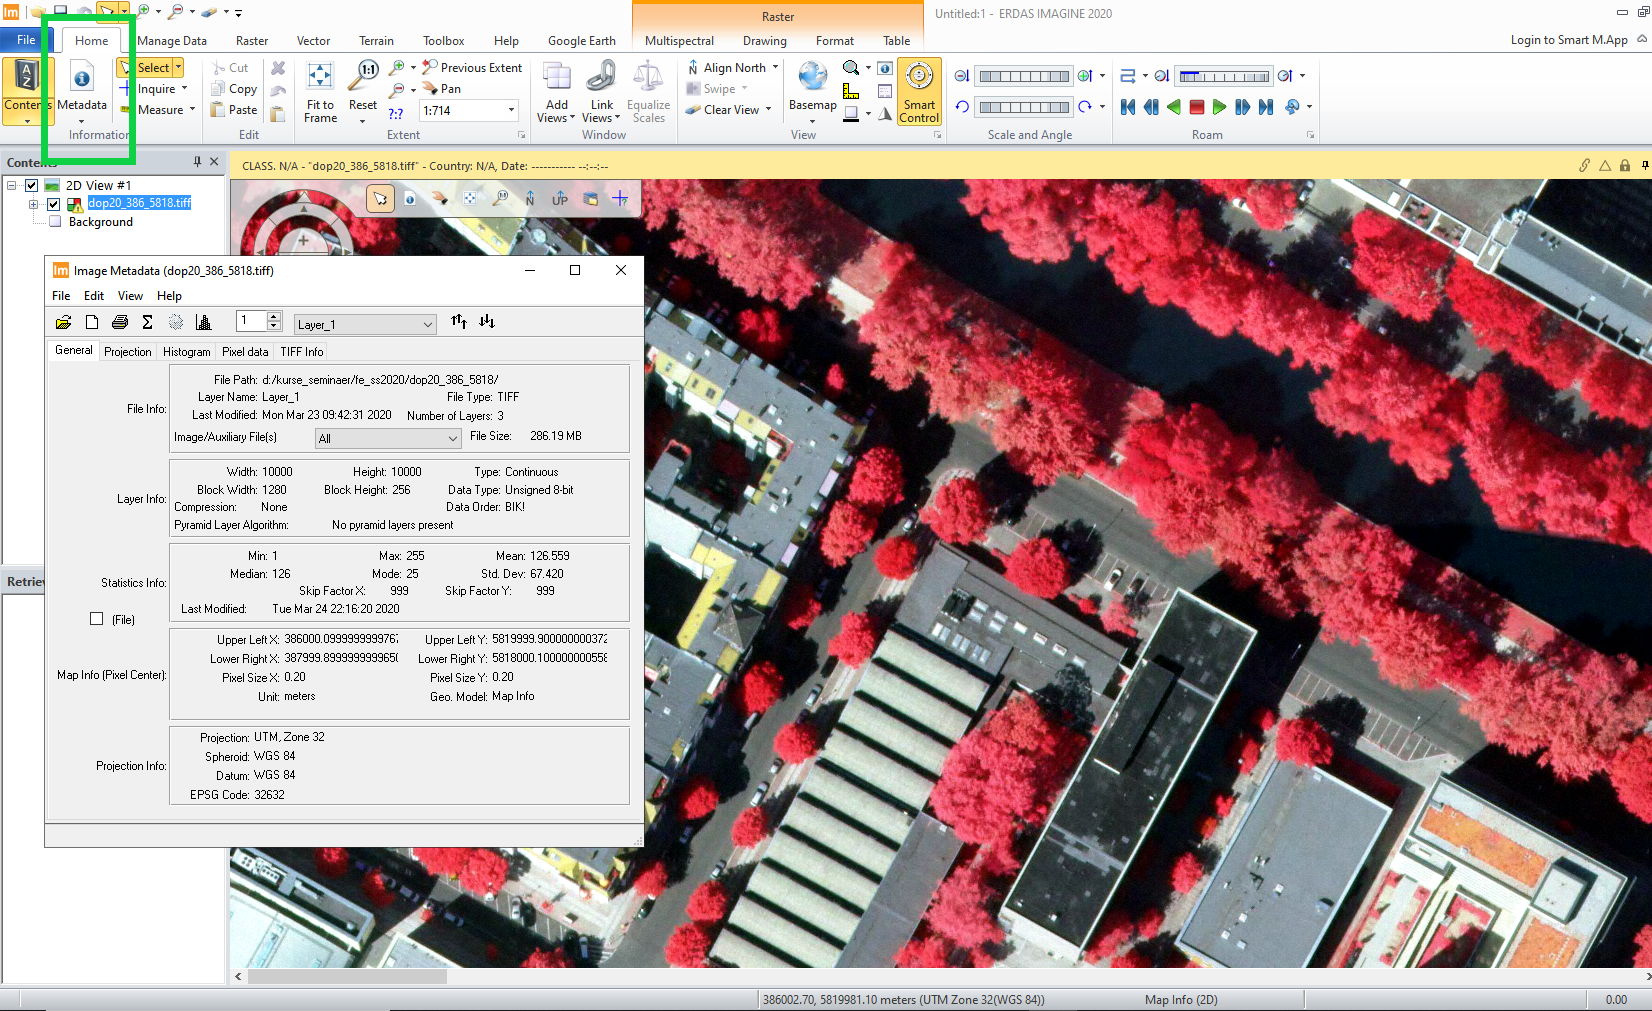 Raster
Untitled:1 - ERDAS IMAGINE 2020
File Home Manage Data Raster Vector Terrain Toolbox Help Google Earth Multispectral Drawing Format Table
Login to Smart M.App
Contents
Metadata
Select
Inquire
Measure
Information
Cut
Copy
Paste
Edit
Fit to Frame
Reset
1:1
Previous Extent
Pan
?:?
1:714
Extent
Add Views
Link Views
Equalize Scales
Window
Align North
Swipe
Clear View
Basemap
View
Smart Control
Scale and Angle
Roam
Contents
CLASS. N/A - "dop20_386_5818.tiff" - Country: N/A, Date: ----------- --:--:--
2D View #1
dop20_386_5818.tiff
Background
N UP
Retriev
Im Image Metadata (dop20_386_5818.tiff)
File Edit View Help
1 Layer_1
General Projection Histogram Pixel data TIFF Info
File Info:
File Path: d:/kurse_seminaer/fe_ss2020/dop20_386_5818/
Layer Name: Layer_1 File Type: TIFF
Last Modified: Mon Mar 23 09:42:31 2020 Number of Layers: 3
Image/Auxiliary File(s) All File Size: 286.19 MB
Layer Info:
Width: 10000 Height: 10000 Type: Continuous
Block Width: 1280 Block Height: 256 Data Type: Unsigned 8-bit
Compression: None Data Order: BIK!
Pyramid Layer Algorithm: No pyramid layers present
Statistics Info:
Min: 1 Max: 255 Mean: 126.559
Median: 126 Mode: 25 Std. Dev: 67.420
Skip Factor X: 999 Skip Factor Y: 999
Last Modified: Tue Mar 24 22:16:20 2020
(File)
Map Info (Pixel Center):
Upper Left X: 386000.0999999999767 Upper Left Y: 5819999.900000000372
Lower Right X: 387999.8999999999650 Lower Right Y: 5818000.100000000558
Pixel Size X: 0.20 Pixel Size Y: 0.20
Unit: meters Geo. Model: Map Info
Projection Info:
Projection: UTM, Zone 32
Spheroid: WGS 84
Datum: WGS 84
EPSG Code: 32632
386002.70, 5819981.10 meters (UTM Zone 32(WGS 84)) Map Info (2D) 0.00